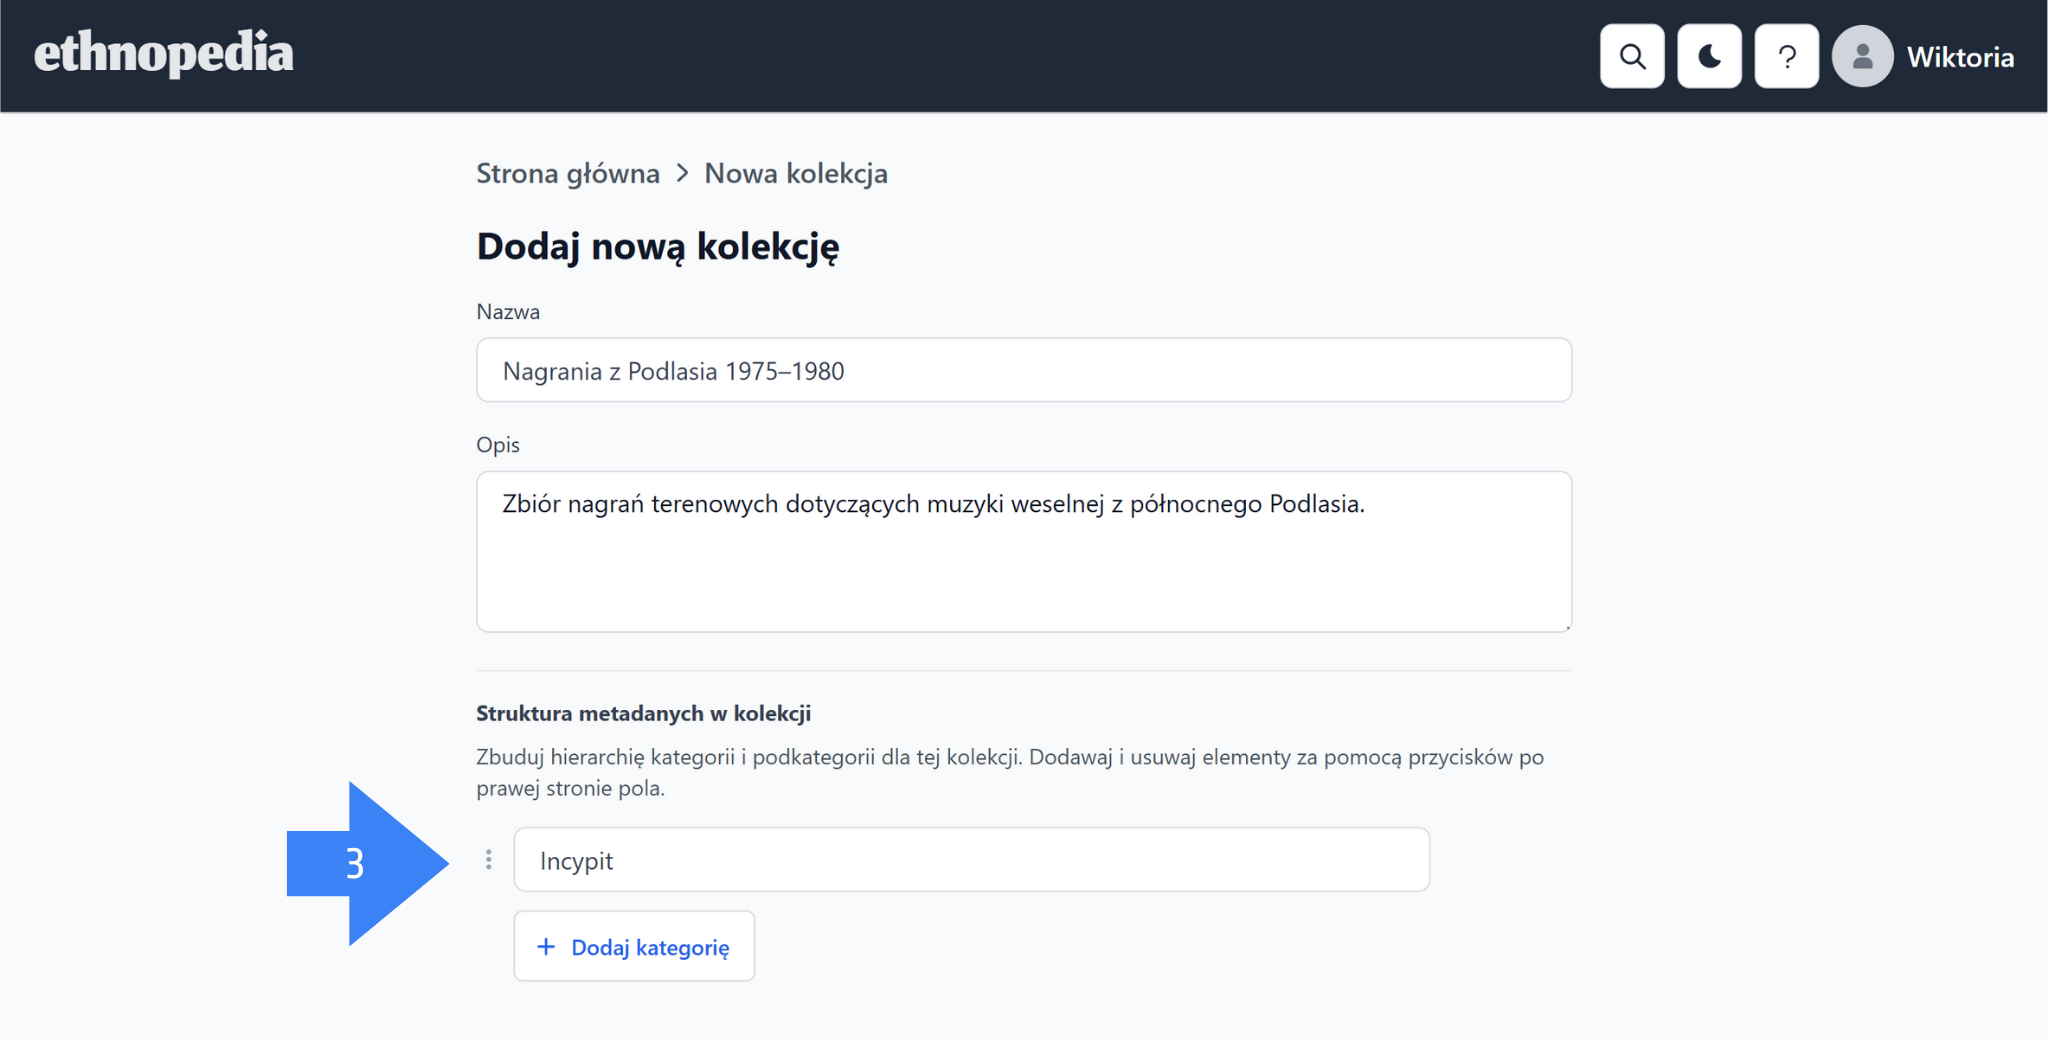 ethnopedia
?
Wiktoria
Strona główna > Nowa kolekcja
Dodaj nową kolekcję
Nazwa
Nagrania z Podlasia 1975–1980
Opis
Zbiór nagrań terenowych dotyczących muzyki weselnej z północnego Podlasia.
Struktura metadanych w kolekcji
Zbuduj hierarchię kategorii i podkategorii dla tej kolekcji. Dodawaj i usuwaj elementy za pomocą przycisków po
prawej stronie pola.
3
Incypit
+ Dodaj kategorię